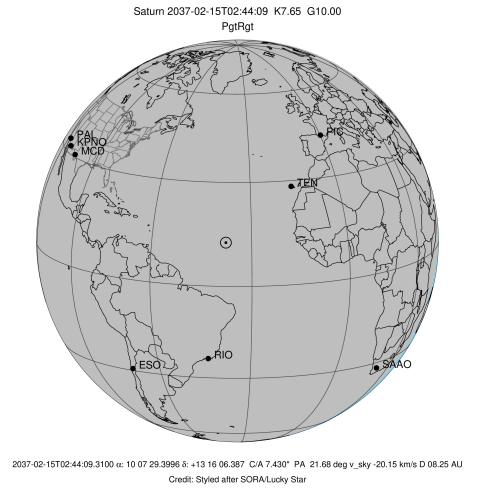 Saturn 2037-02-15T02:44:09 K7.65 G10.00
PgtRgt
PAL
KPNO
MCD
PIC
TEN
ESO
RIO
SAAO
2037-02-15T02:44:09.3100 α: 10 07 29.3996 δ: +13 16 06.387 C/A 7.430" PA 21.68 deg v_sky -20.15 km/s D 08.25 AU
Credit: Styled after SORA/Lucky Star